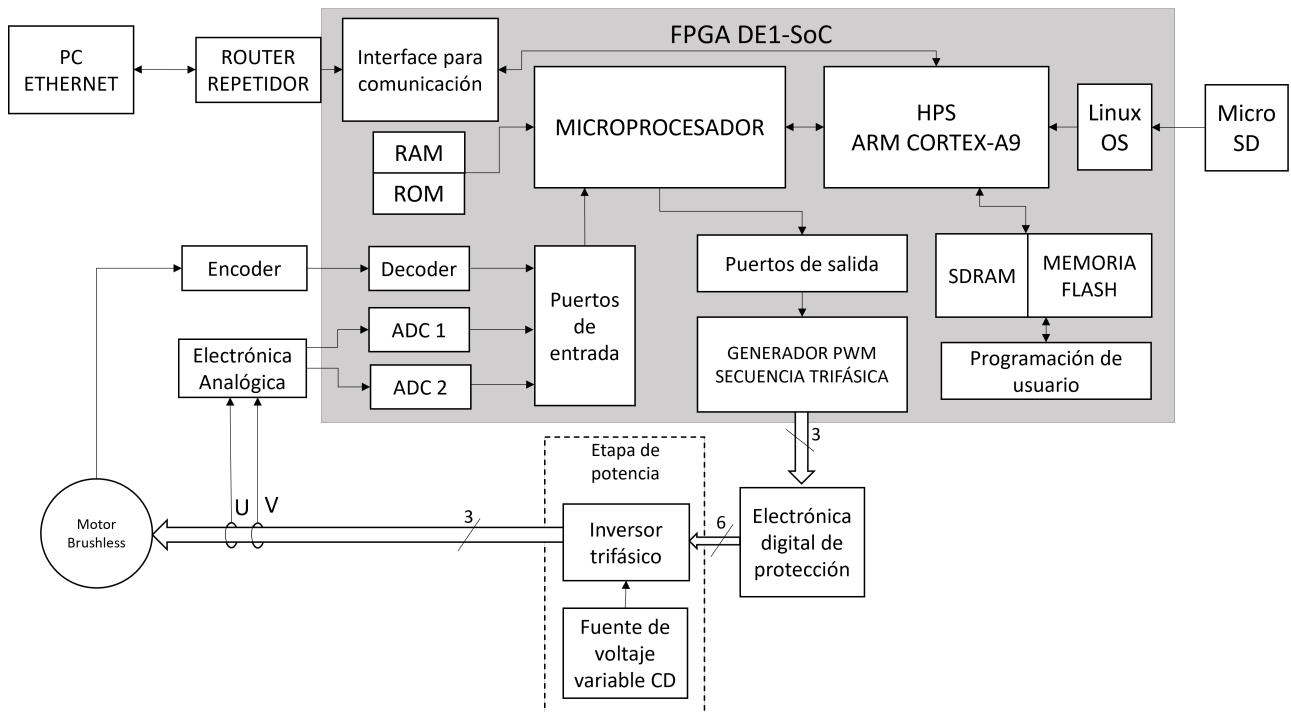 FPGA DE1-SoC
PC
ETHERNET
ROUTER
REPETIDOR
Interface para
comunicación
MICROPROCESADOR
HPS
ARM CORTEX-A9
Linux
OS
Micro
SD
RAM
ROM
Encoder
Decoder
Puertos
de
entrada
Puertos de salida
SDRAM
MEMORIA
FLASH
ADC 1
Electrónica
Analógica
ADC 2
GENERADOR PWM
SECUENCIA TRIFÁSICA
Programación de
usuario
3
Etapa de
potencia
U
V
3
Motor
Brushless
Inversor
trifásico
6
Electrónica
digital de
protección
Fuente de
voltaje
variable CD